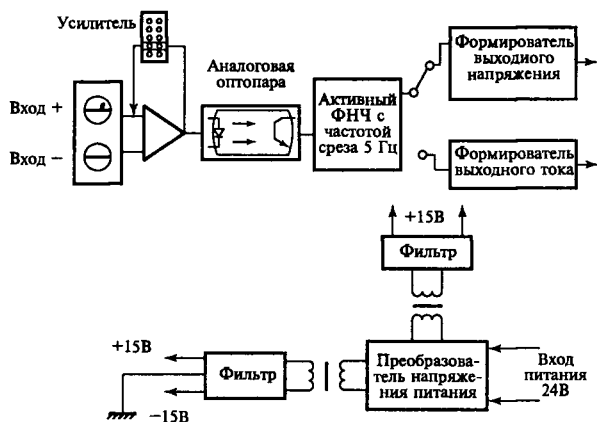 Усилитель
Вход +
Вход −
Аналоговая
оптопара
Активный
ФНЧ с
частотой
среза 5 Гц
Формирователь
выходного
напряжения
Формирователь
выходного тока
+15В
Фильтр
+15В
−15В
Фильтр
Преобразова-
тель напряже-
ния питания
Вход
питания
24В